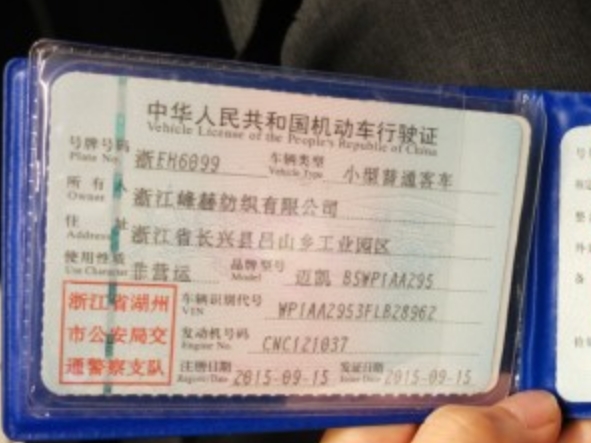 中华人民共和国机动车行驶证
Vehicle License of the People's Republic of China
号牌号码 Plate No. 浙EH6099 车辆类型 Vehicle Type 小型普通客车
所有人 Owner 浙江缘赫纺织有限公司
住址 Address 浙江省长兴县吕山乡工业园区
使用性质 Use Character 非营运 品牌型号 Model 迈凯 BSWP1AA295
浙江省湖州
市公安局交
通警察支队
车辆识别代号 VIN WP1AA2953FLB28962
发动机号码 Engine No. CNC121037
注册日期 Register Date 2015-09-15 发证日期 Issue Date 2015-09-15